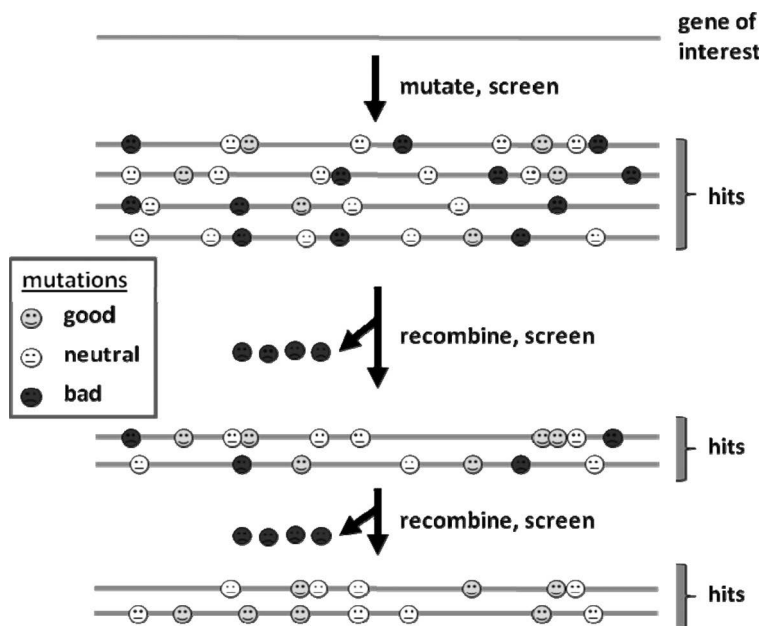 gene of
interest
mutate, screen
hits
mutations
good
neutral
bad
recombine, screen
hits
recombine, screen
hits